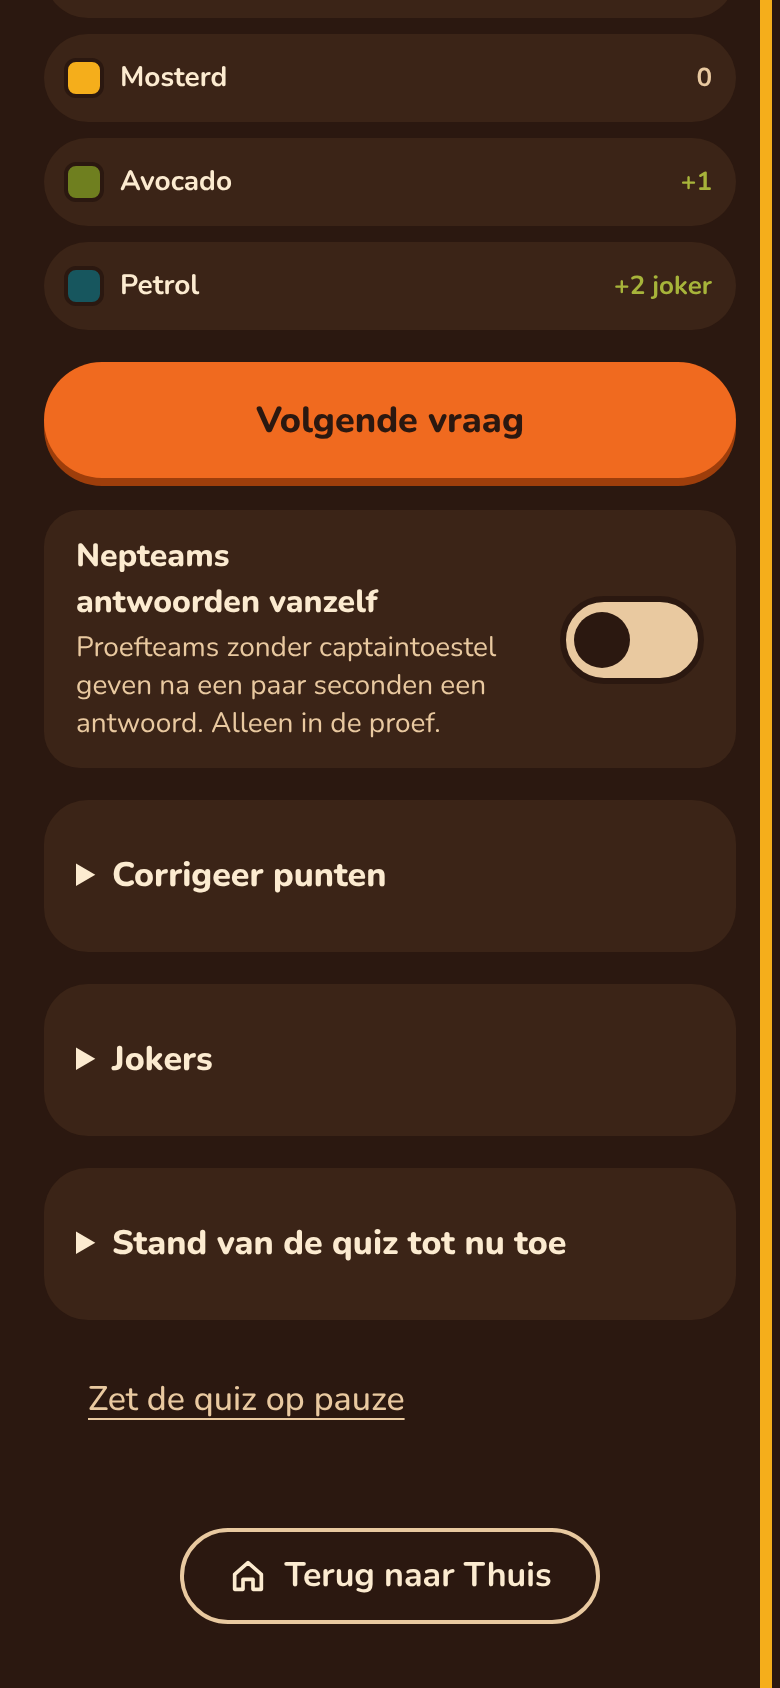 Mosterd 0
Avocado +1
Petrol +2 joker
Volgende vraag
Nepteams
antwoorden vanzelf
Proefteams zonder captaintoestel
geven na een paar seconden een
antwoord. Alleen in de proef.
Corrigeer punten
Jokers
Stand van de quiz tot nu toe
Zet de quiz op pauze
Terug naar Thuis